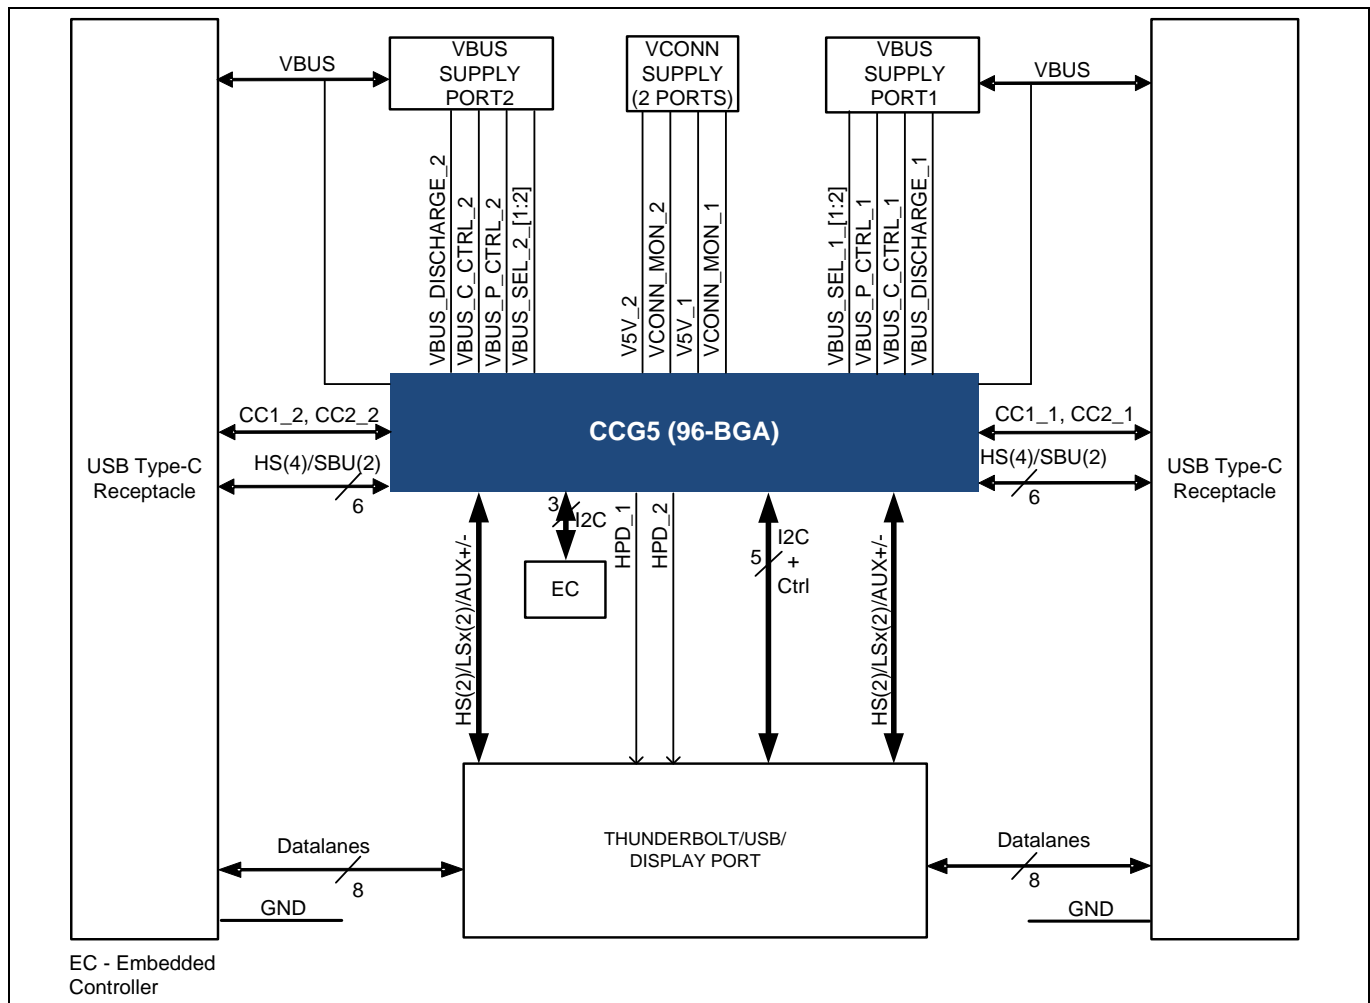 VBUS
SUPPLY
PORT2
VCONN
SUPPLY
(2 PORTS)
VBUS
SUPPLY
PORT1
VBUS
VBUS
VBUS_DISCHARGE_2
VBUS_C_CTRL_2
VBUS_P_CTRL_2
VBUS_SEL_2_[1:2]
V5V_2
VCONN_MON_2
V5V_1
VCONN_MON_1
VBUS_SEL_1_[1:2]
VBUS_P_CTRL_1
VBUS_C_CTRL_1
VBUS_DISCHARGE_1
CC1_2, CC2_2
CCG5 (96-BGA)
CC1_1, CC2_1
USB Type-C
Receptacle
HS(4)/SBU(2)
6
HS(4)/SBU(2)
6
USB Type-C
Receptacle
HS(2)/LSx(2)/AUX+/-
3
I2C
EC
HPD_1
HPD_2
5
I2C
+
Ctrl
HS(2)/LSx(2)/AUX+/-
THUNDERBOLT/USB/
DISPLAY PORT
Datalanes
8
Datalanes
8
GND
GND
EC - Embedded
Controller